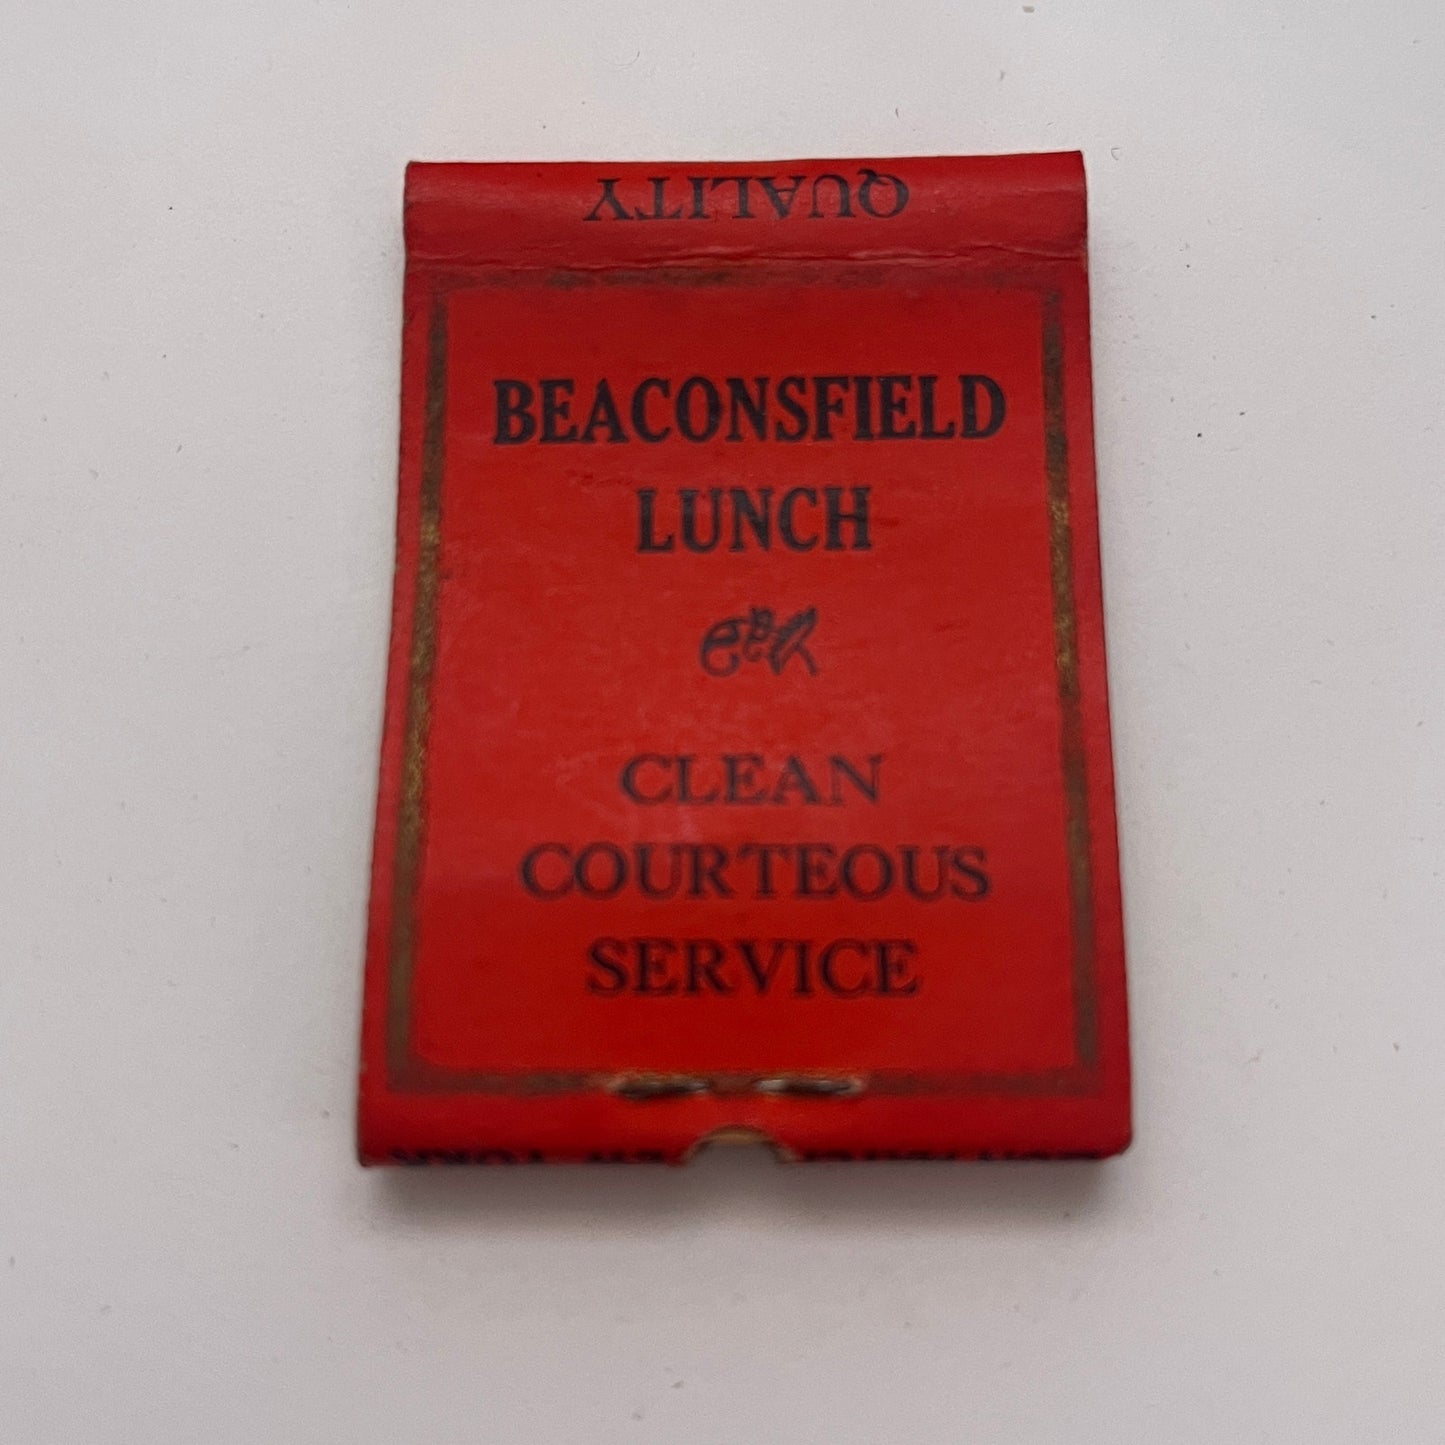 QUALITY
BEACONSFIELD
LUNCH
CLEAN
COURTEOUS
SERVICE